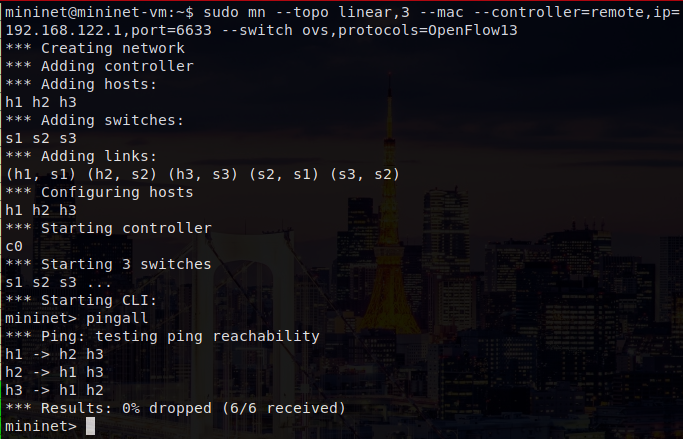 mininet@mininet-vm:~$ sudo mn --topo linear,3 --mac --controller=remote,ip=
192.168.122.1,port=6633 --switch ovs,protocols=OpenFlow13
*** Creating network
*** Adding controller
*** Adding hosts:
h1 h2 h3
*** Adding switches:
s1 s2 s3
*** Adding links:
(h1, s1) (h2, s2) (h3, s3) (s2, s1) (s3, s2)
*** Configuring hosts
h1 h2 h3
*** Starting controller
c0
*** Starting 3 switches
s1 s2 s3 ...
*** Starting CLI:
mininet> pingall
*** Ping: testing ping reachability
h1 -> h2 h3
h2 -> h1 h3
h3 -> h1 h2
*** Results: 0% dropped (6/6 received)
mininet>